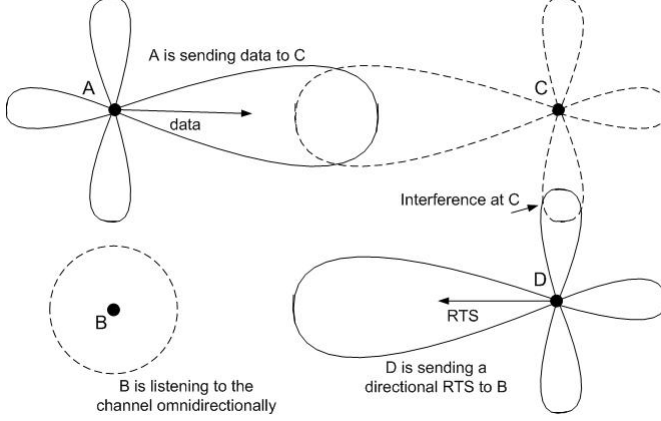 A is sending data to C
A
C
data
Interference at C
D
B
RTS
B is listening to the
channel omnidirectionally
D is sending a
directional RTS to B